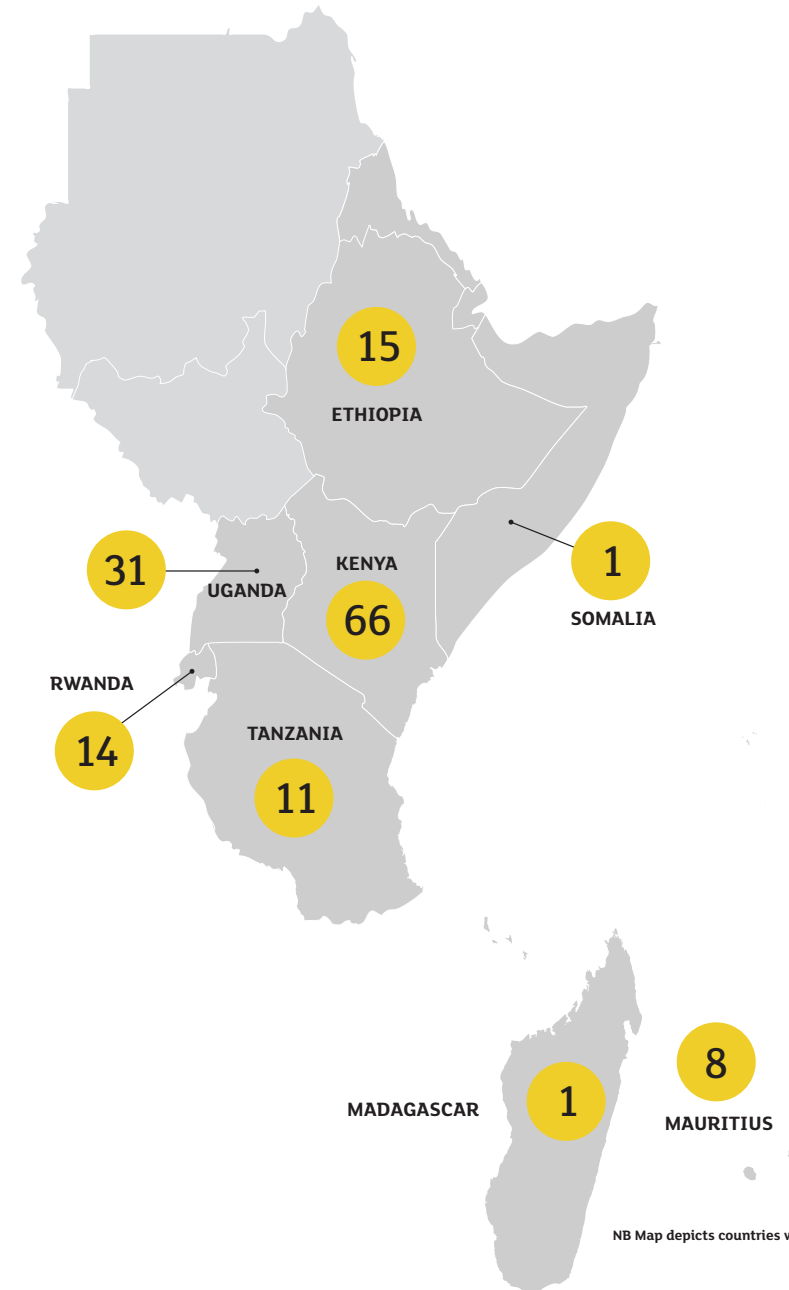 15
ETHIOPIA
31
UGANDA
KENYA
66
1
SOMALIA
RWANDA
14
TANZANIA
11
MADAGASCAR
1
8
MAURITIUS
NB Map depicts countries